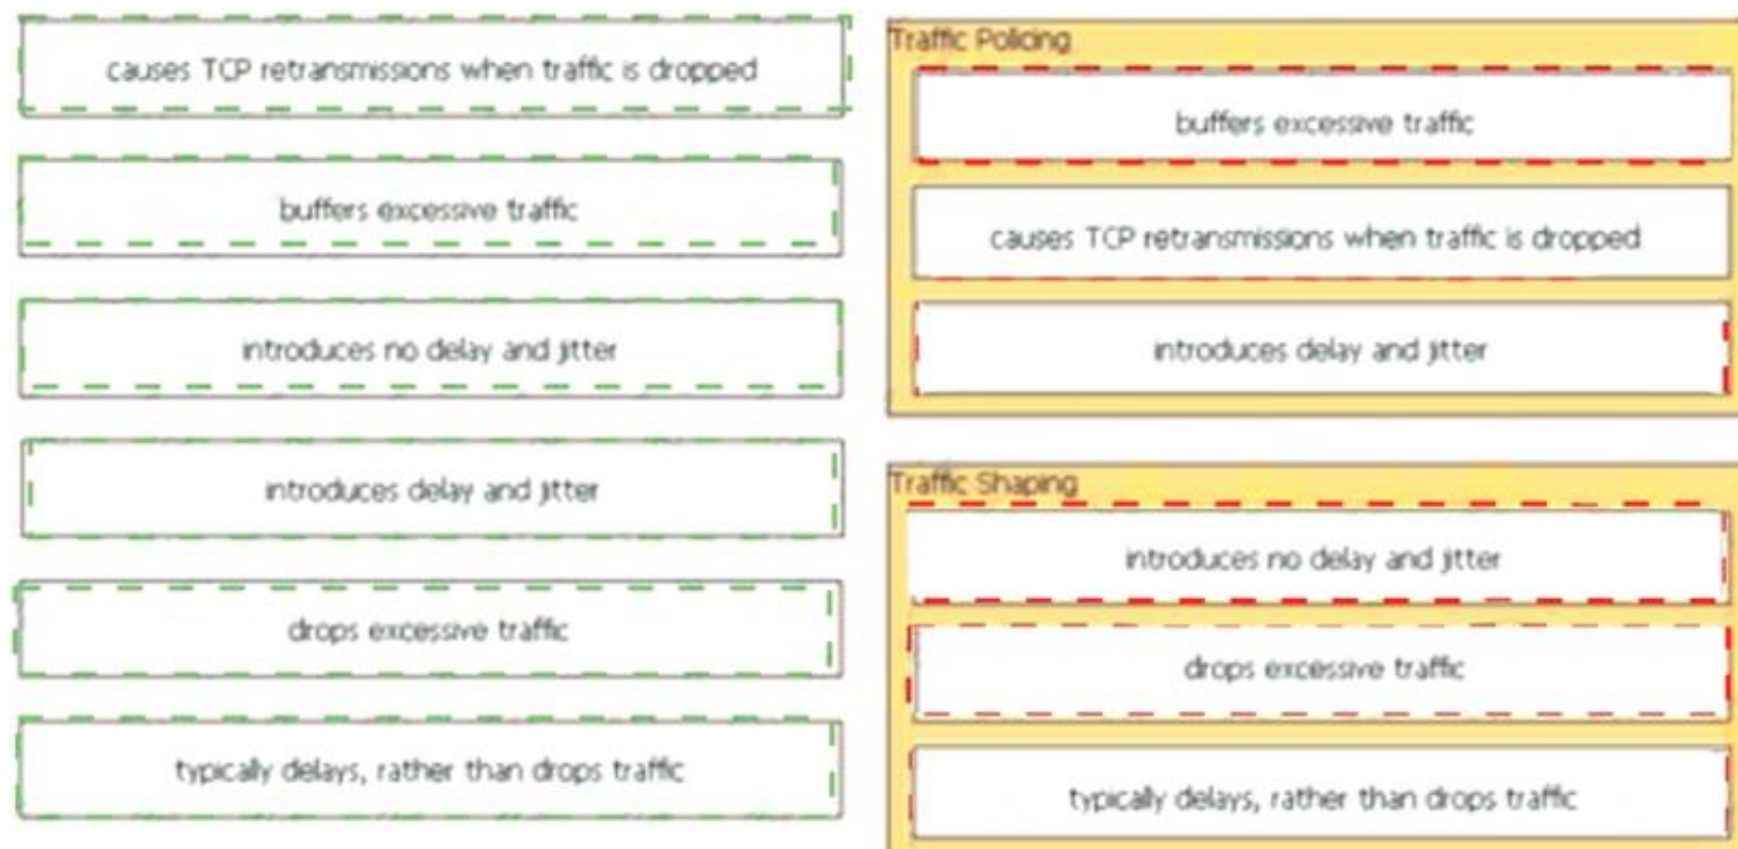 causes TCP retransmissions when traffic is dropped
buffers excessive traffic
introduces no delay and jitter
introduces delay and jitter
drops excessive traffic
typically delays, rather than drops traffic
Traffic Policing
buffers excessive traffic
causes TCP retransmissions when traffic is dropped
introduces delay and jitter
Traffic Shaping
introduces no delay and jitter
drops excessive traffic
typically delays, rather than drops traffic